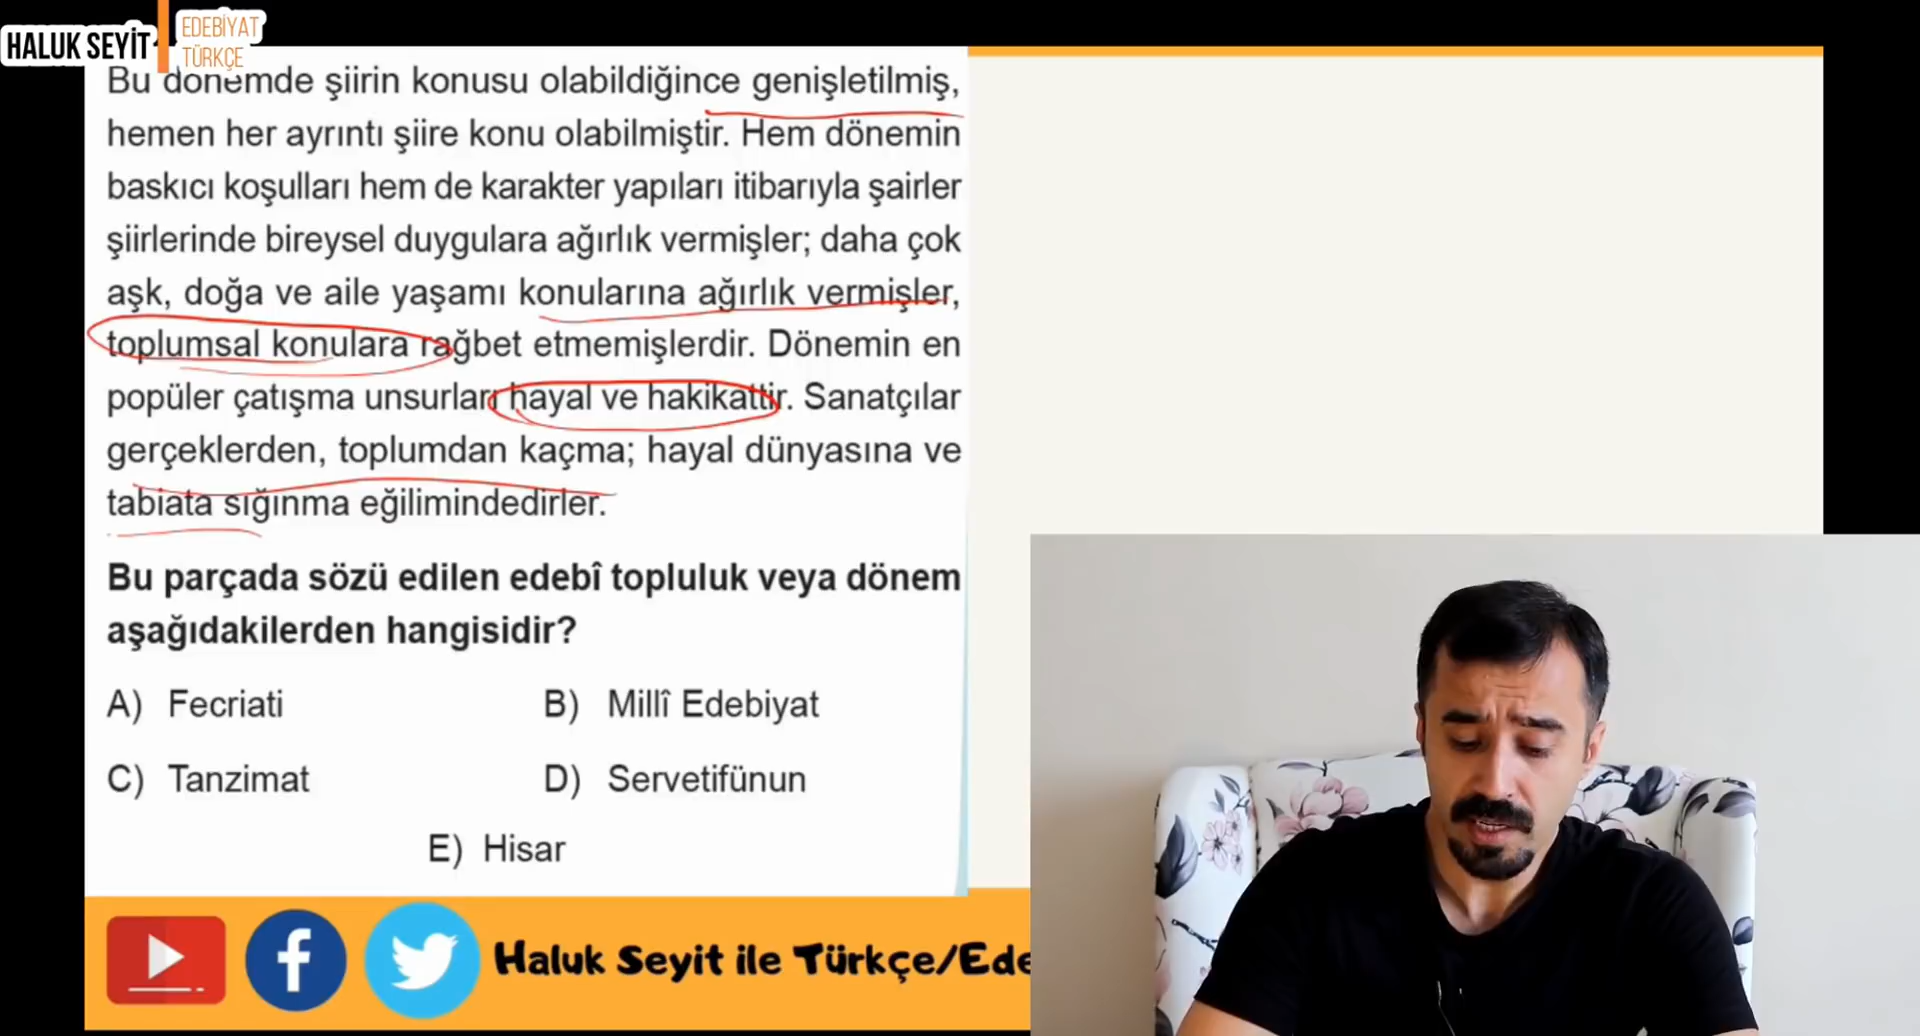 HALUK SEYİT
EDEBİYAT
TÜRKÇE
Bu dönemde şiirin konusu olabildiğince genişletilmiş,
hemen her ayrıntı şiire konu olabilmiştir. Hem dönemin
baskıcı koşulları hem de karakter yapıları itibarıyla şairler
şiirlerinde bireysel duygulara ağırlık vermişler; daha çok
aşk, doğa ve aile yaşamı konularına ağırlık vermişler,
toplumsal konulara rağbet etmemişlerdir. Dönemin en
popüler çatışma unsurları hayal ve hakikattir. Sanatçılar
gerçeklerden, toplumdan kaçma; hayal dünyasına ve
tabiata sığınma eğilimindedirler.
Bu parçada sözü edilen edebî topluluk veya dönem
aşağıdakilerden hangisidir?
A) Fecriati
B) Millî Edebiyat
C) Tanzimat
D) Servetifünun
E) Hisar
Haluk Seyit ile Türkçe/Ede